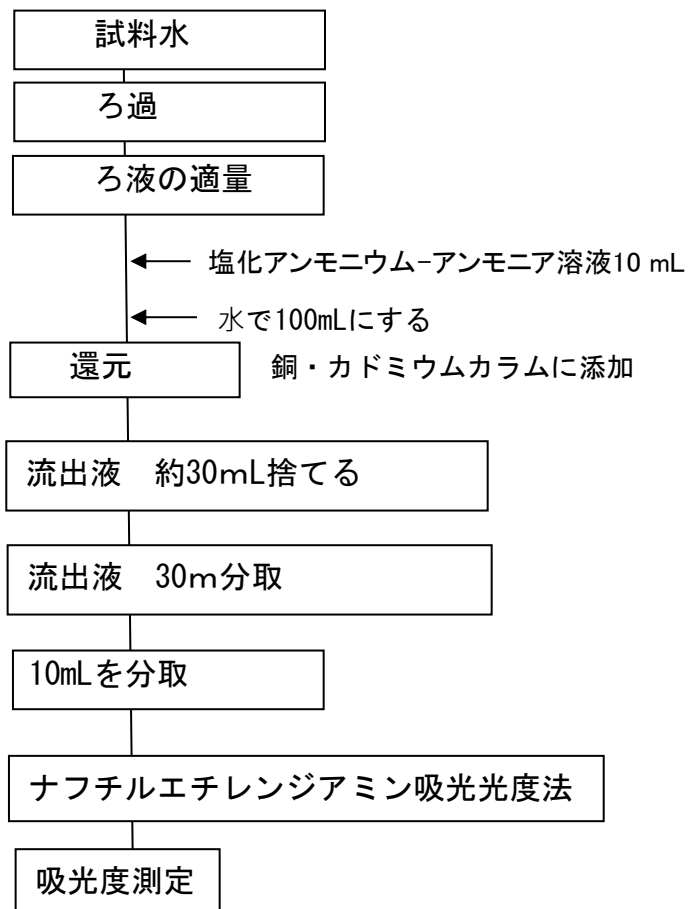 試料水
ろ過
ろ液の適量
塩化アンモニウム−アンモニア溶液10 mL
水で100mLにする
還元　銅・カドミウムカラムに添加
流出液　約30ｍL捨てる
流出液　30ｍ分取
10mLを分取
ナフチルエチレンジアミン吸光光度法
吸光度測定